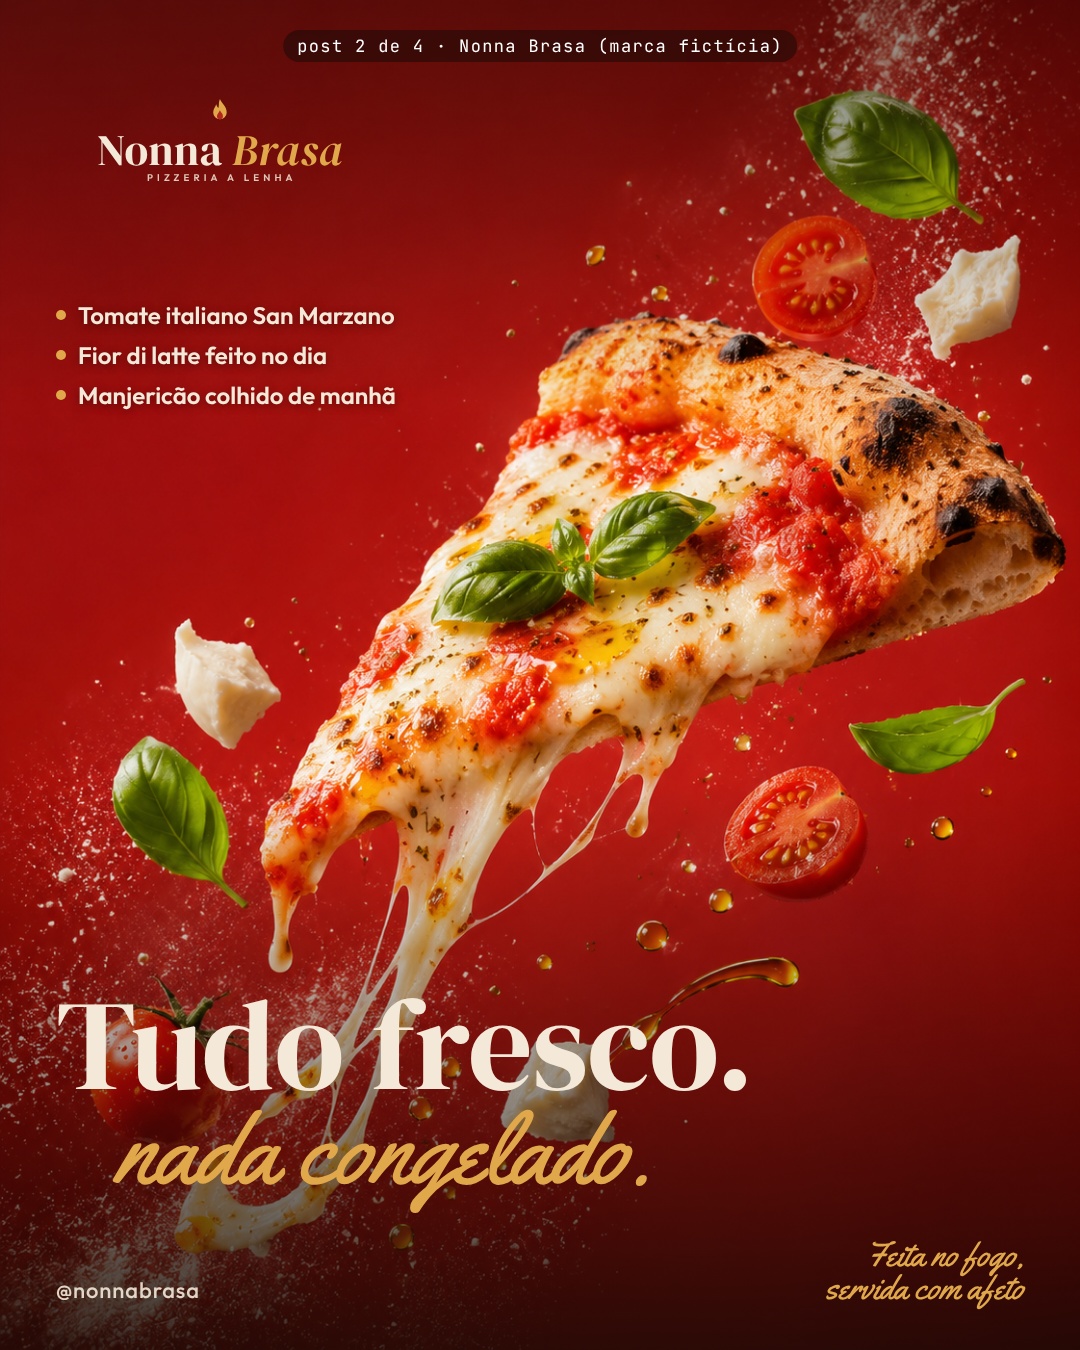 post 2 de 4 · Nonna Brasa (marca fictícia)
Nonna Brasa
PIZZERIA A LENHA
Tomate italiano San Marzano
Fior di latte feito no dia
Manjericão colhido de manhã
Tudo fresco.
nada congelado.
Feita no fogo,
servida com afeto
@nonnabrasa